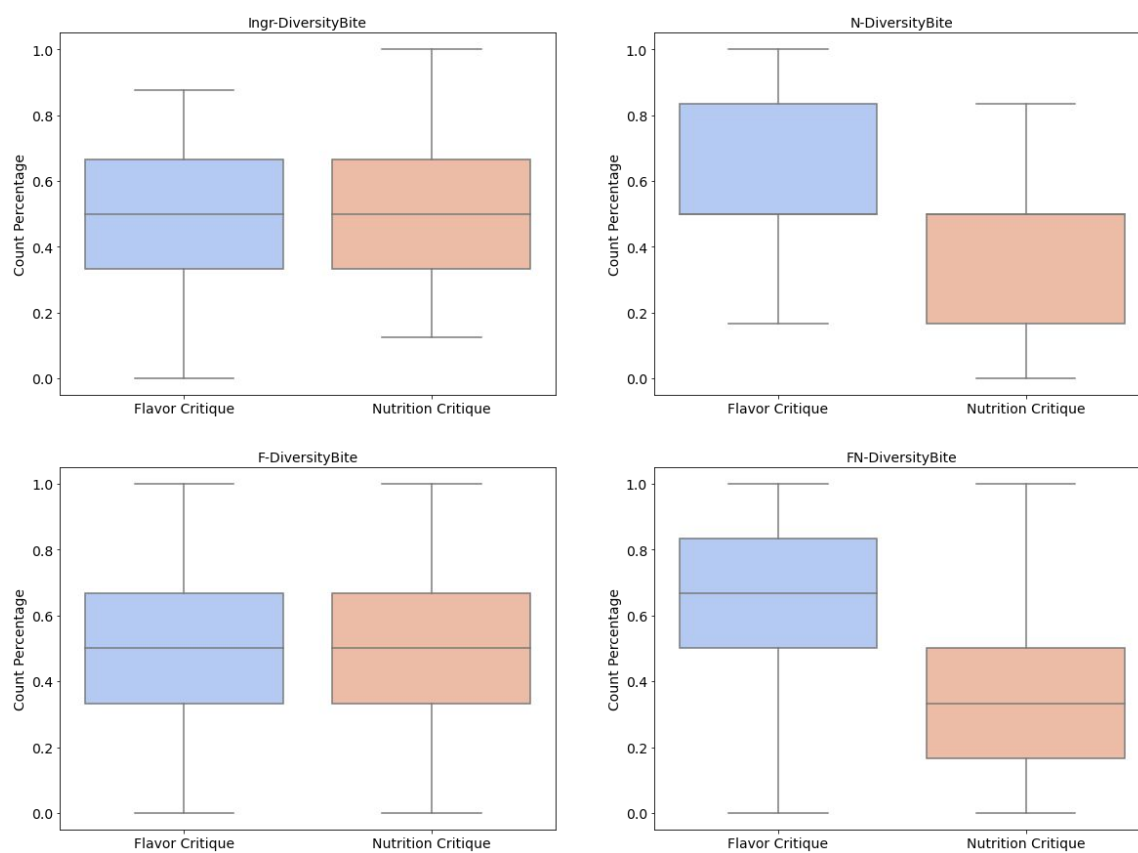 Ingr-DiversityBite
Count Percentage
1.0
0.8
0.6
0.4
0.2
0.0
Flavor Critique
Nutrition Critique
N-DiversityBite
Count Percentage
1.0
0.8
0.6
0.4
0.2
0.0
Flavor Critique
Nutrition Critique
F-DiversityBite
Count Percentage
1.0
0.8
0.6
0.4
0.2
0.0
Flavor Critique
Nutrition Critique
FN-DiversityBite
Count Percentage
1.0
0.8
0.6
0.4
0.2
0.0
Flavor Critique
Nutrition Critique